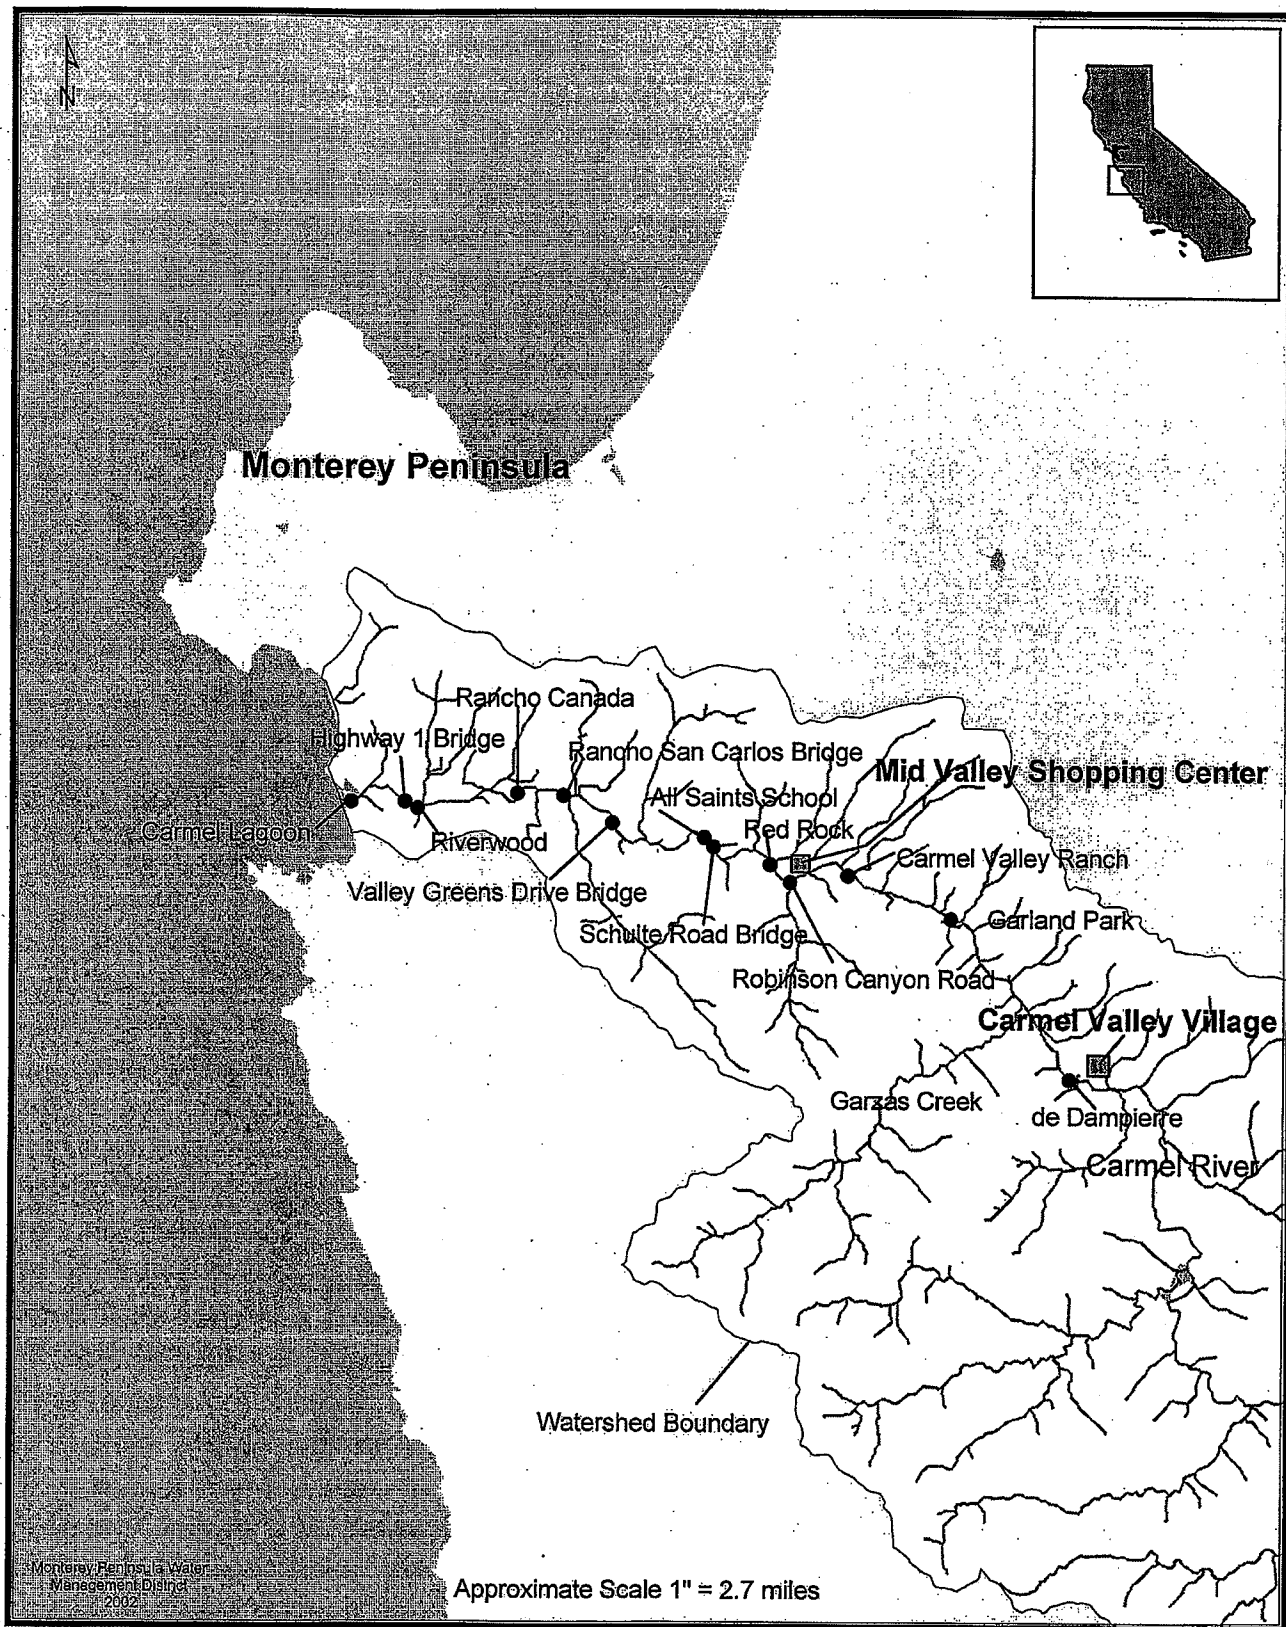 N
Monterey Peninsula
Rancho Canada
Highway 1 Bridge
Rancho San Carlos Bridge
Mid Valley Shopping Center
All Saints School
Red Rock
Carmel Lagoon
Riverwood
Carmel Valley Ranch
Valley Greens Drive Bridge
Garland Park
Schulte Road Bridge
Robinson Canyon Road
Carmel Valley Village
Garzas Creek
de Dampierre
Carmel River
Watershed Boundary
Monterey Peninsula Water
Management District
2002
Approximate Scale 1" = 2.7 miles